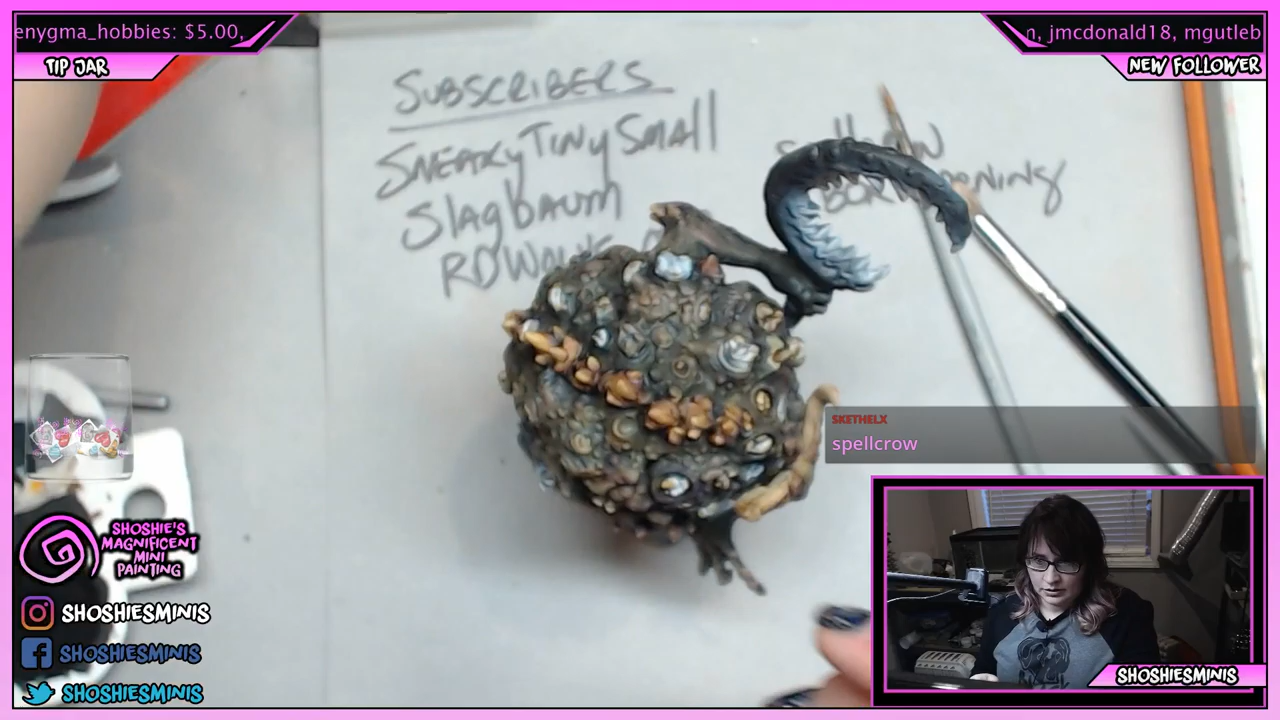 enygma_hobbies: $5.00,
TIP JAR
n, jmcdonald18, mgutleb
NEW FOLLOWER
SUBSCRIBERS
SNEAKYTINYSMALL
Slagbaum
SKETHELX
spellcrow
SHOSHIE'S
MAGNIFICENT
MINI
PAINTING
SHOSHIESMINIS
SHOSHIESMINIS
SHOSHIESMINIS
SHOSHIESMINIS